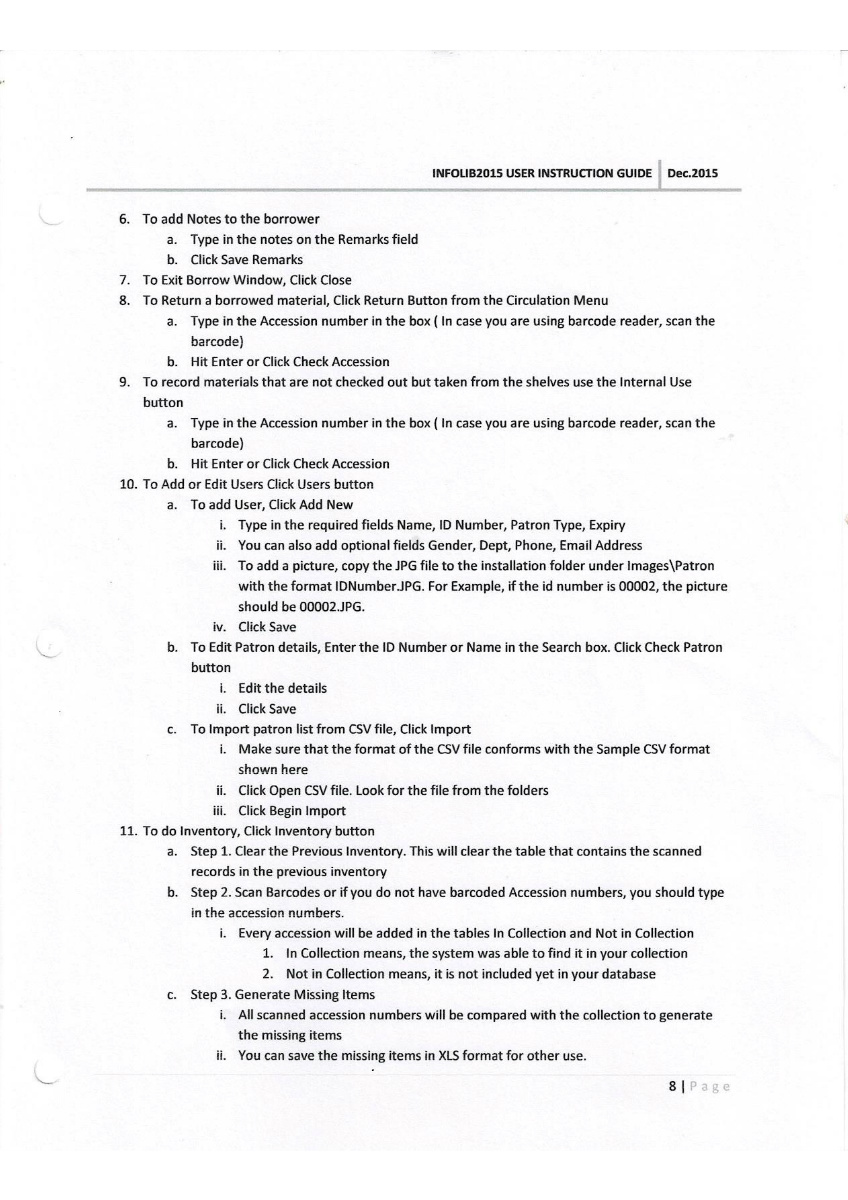 INFOLIB2015 USER INSTRUCTION GUIDE Dec.2015
6. To add Notes to the borrower
a. Type in the notes on the Remarks field
b. Click Save Remarks
7. To Exit Borrow Window, Click Close
8. To Return a borrowed material, Click Return Button from the Circulation Menu
a. Type in the Accession number in the box ( In case you are using barcode reader, scan the
barcode)
b. Hit Enter or Click Check Accession
9. To record materials that are not checked out but taken from the shelves use the Internal Use
button
a. Type in the Accession number in the box ( In case you are using barcode reader, scan the
barcode)
b. Hit Enter or Click Check Accession
10. To Add or Edit Users Click Users button
a. To add User, Click Add New
i. Type in the required fields Name, ID Number, Patron Type, Expiry
ii. You can also add optional fields Gender, Dept, Phone, Email Address
iii. To add a picture, copy the JPG file to the installation folder under Images\Patron
with the format IDNumber.JPG. For Example, if the id number is 00002, the picture
should be 00002.JPG.
iv. Click Save
b. To Edit Patron details, Enter the ID Number or Name in the Search box. Click Check Patron
button
i. Edit the details
ii. Click Save
c. To Import patron list from CSV file, Click Import
i. Make sure that the format of the CSV file conforms with the Sample CSV format
shown here
ii. Click Open CSV file. Look for the file from the folders
iii. Click Begin Import
11. To do Inventory, Click Inventory button
a. Step 1. Clear the Previous Inventory. This will clear the table that contains the scanned
records in the previous inventory
b. Step 2. Scan Barcodes or if you do not have barcoded Accession numbers, you should type
in the accession numbers.
i. Every accession will be added in the tables In Collection and Not in Collection
1. In Collection means, the system was able to find it in your collection
2. Not in Collection means, it is not included yet in your database
c. Step 3. Generate Missing Items
i. All scanned accession numbers will be compared with the collection to generate
the missing items
ii. You can save the missing items in XLS format for other use.
8 | Page